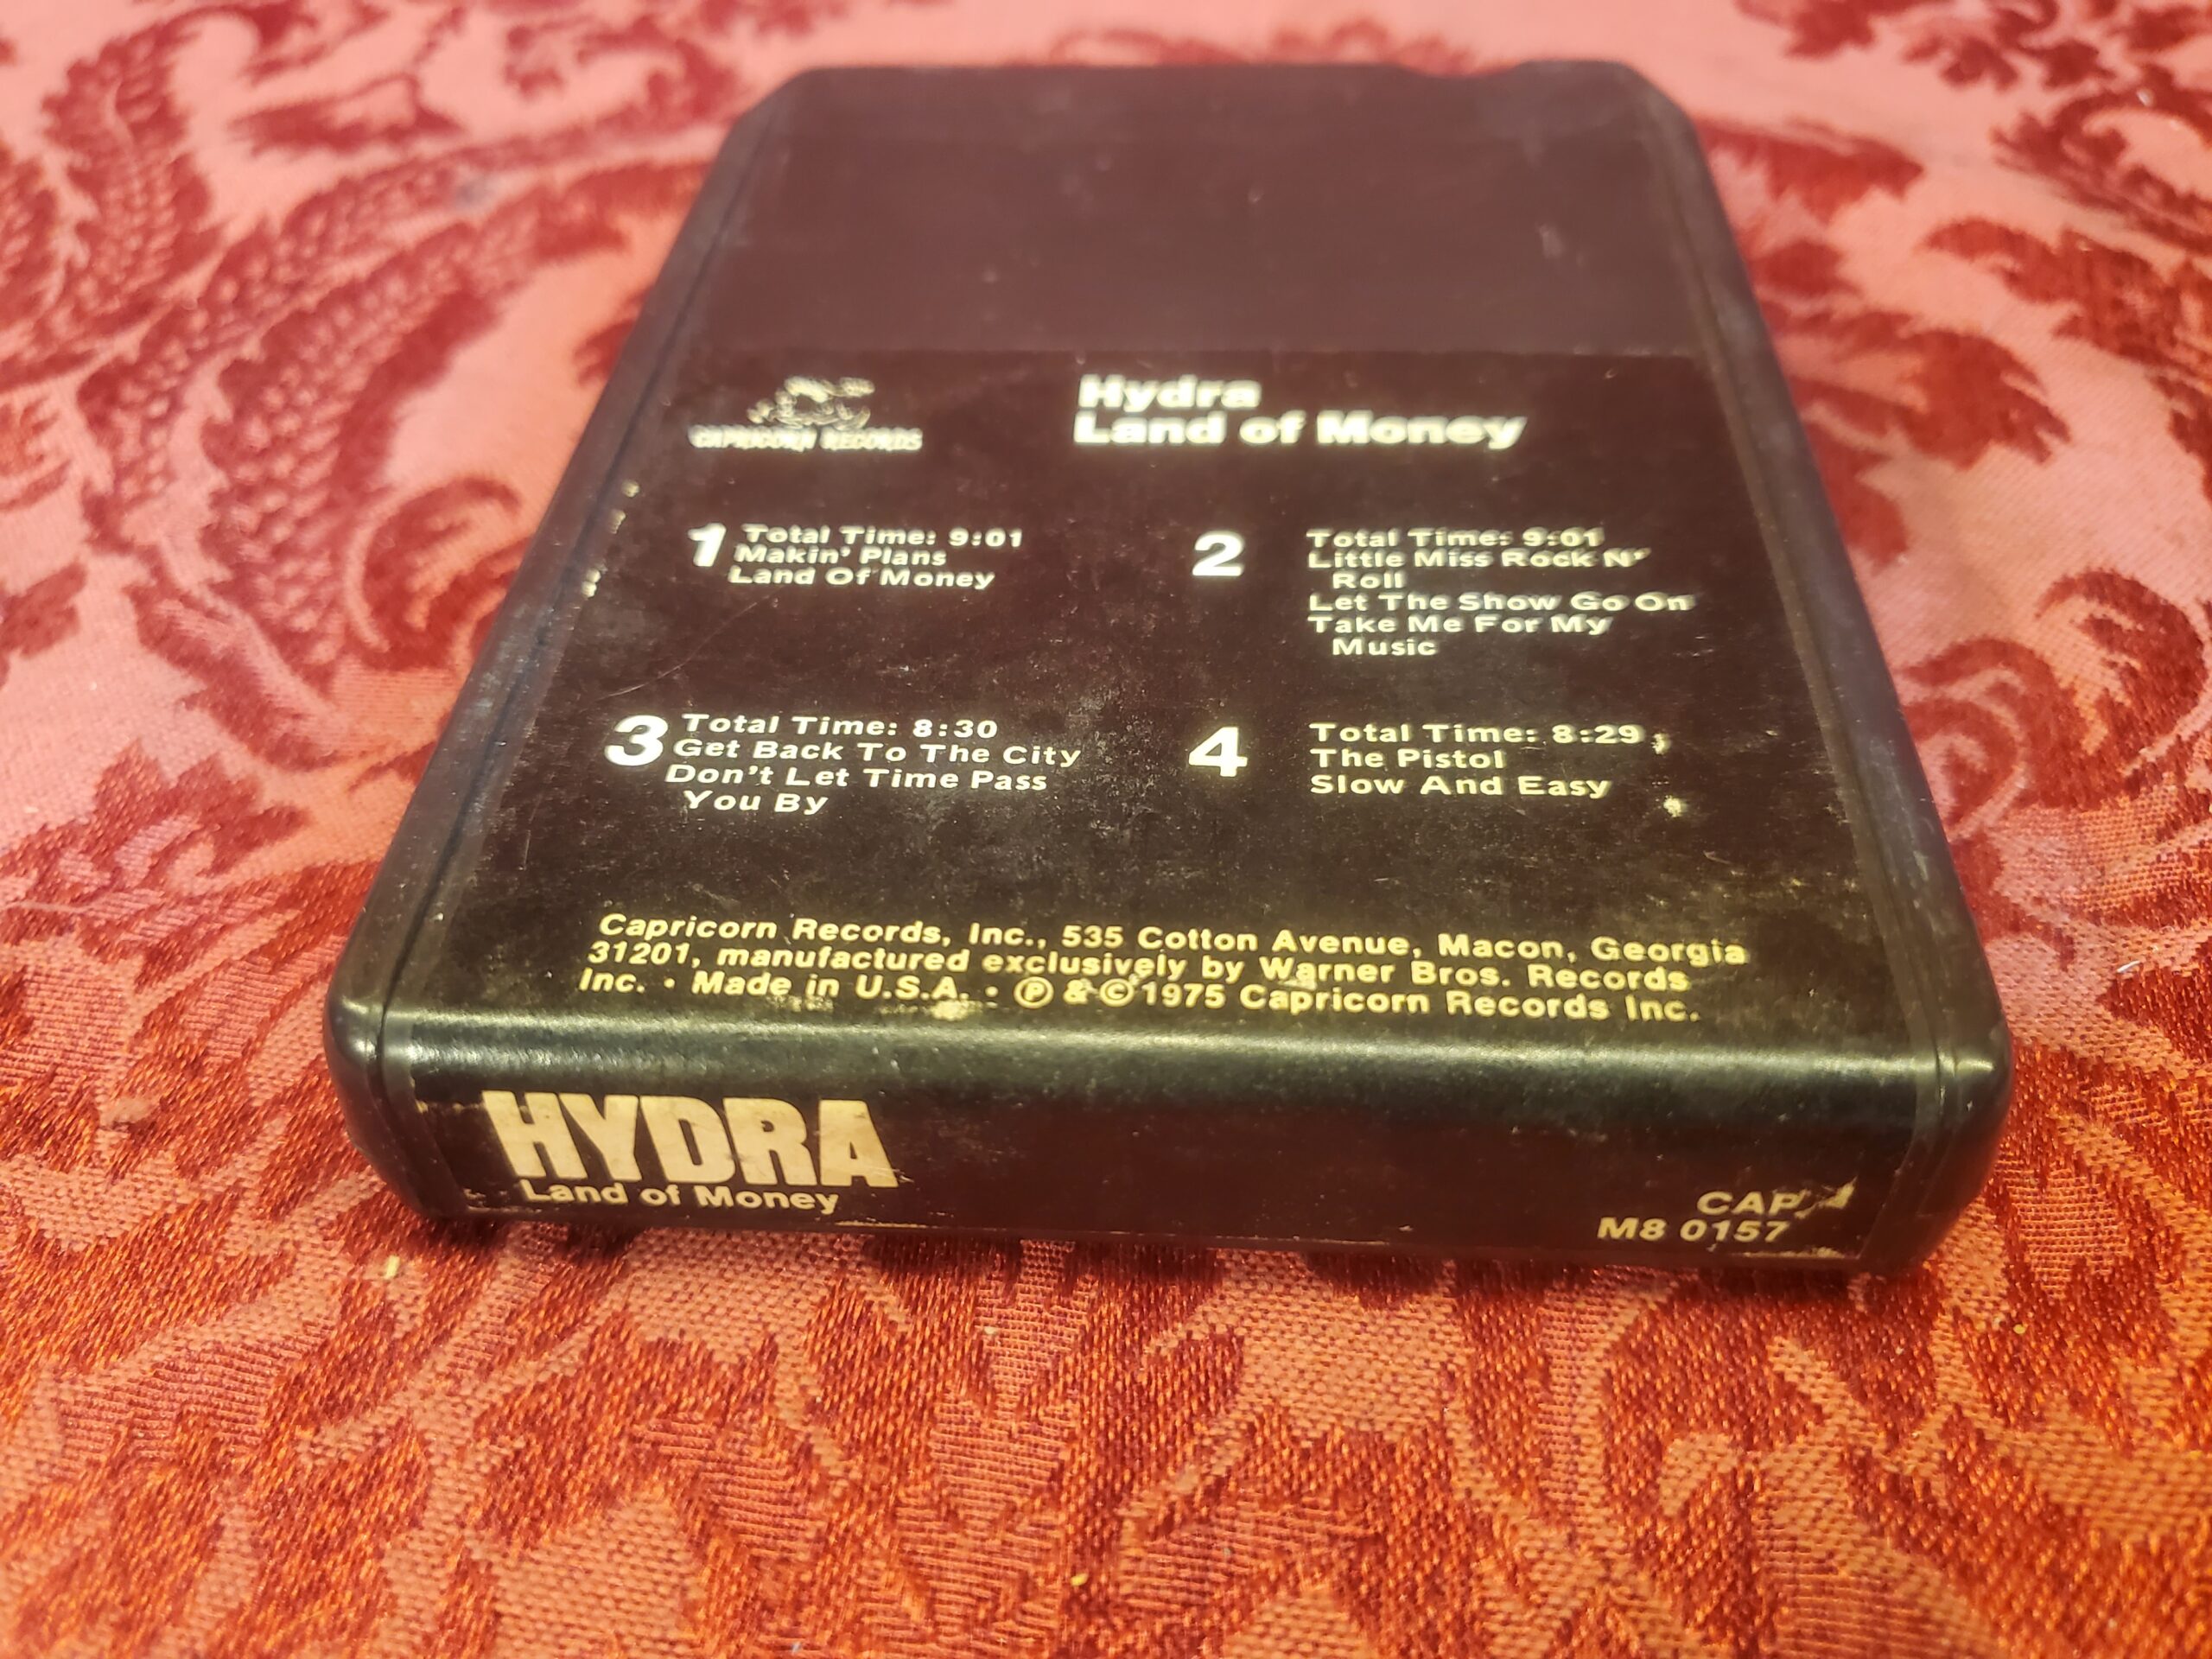 CAPRICORN RECORDS
Hydra
Land of Money
1
Total Time: 9:01
Makin' Plans
Land Of Money
2
Total Time: 9:01
Little Miss Rock N'
Roll
Let The Show Go On
Take Me For My
Music
3
Total Time: 8:30
Get Back To The City
Don't Let Time Pass
You By
4
Total Time: 8:29
The Pistol
Slow And Easy
Capricorn Records, Inc., 535 Cotton Avenue, Macon, Georgia
31201, manufactured exclusively by Warner Bros. Records
Inc. • Made in U.S.A. • ℗ & © 1975 Capricorn Records Inc.
HYDRA
Land of Money
CAP
M8 0157